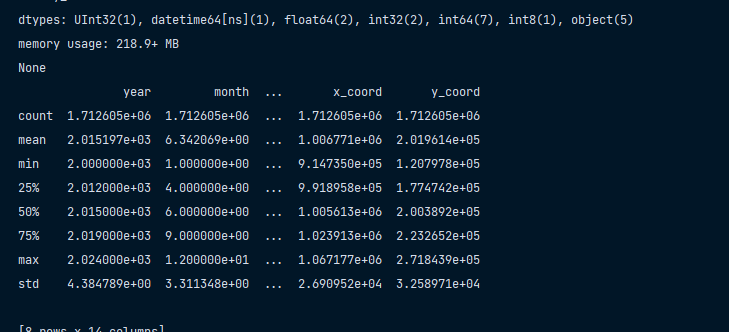 dtypes: UInt32(1), datetime64[ns](1), float64(2), int32(2), int64(7), int8(1), object(5)
memory usage: 218.9+ MB
None
year month ... x_coord y_coord
count 1.712605e+06 1.712605e+06 ... 1.712605e+06 1.712605e+06
mean 2.015197e+03 6.342069e+00 ... 1.006771e+06 2.019614e+05
min 2.000000e+03 1.000000e+00 ... 9.147350e+05 1.207978e+05
25% 2.012000e+03 4.000000e+00 ... 9.918958e+05 1.774742e+05
50% 2.015000e+03 6.000000e+00 ... 1.005613e+06 2.003892e+05
75% 2.019000e+03 9.000000e+00 ... 1.023913e+06 2.232652e+05
max 2.024000e+03 1.200000e+01 ... 1.067177e+06 2.718439e+05
std 4.384789e+00 3.311348e+00 ... 2.690952e+04 3.258971e+04
[8 rows x 14 columns]